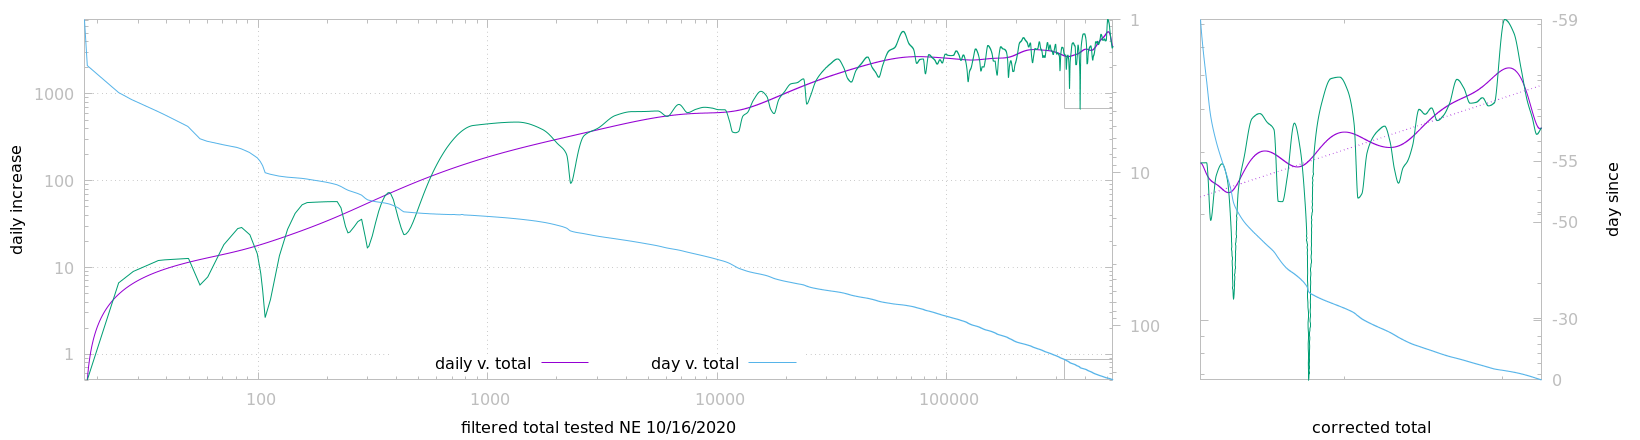 1000
100
10
1
daily increase
100
1000
10000
100000
filtered total tested NE 10/16/2020
daily v. total
day v. total
1
10
100
-59
-55
-50
-30
0
day since
corrected total